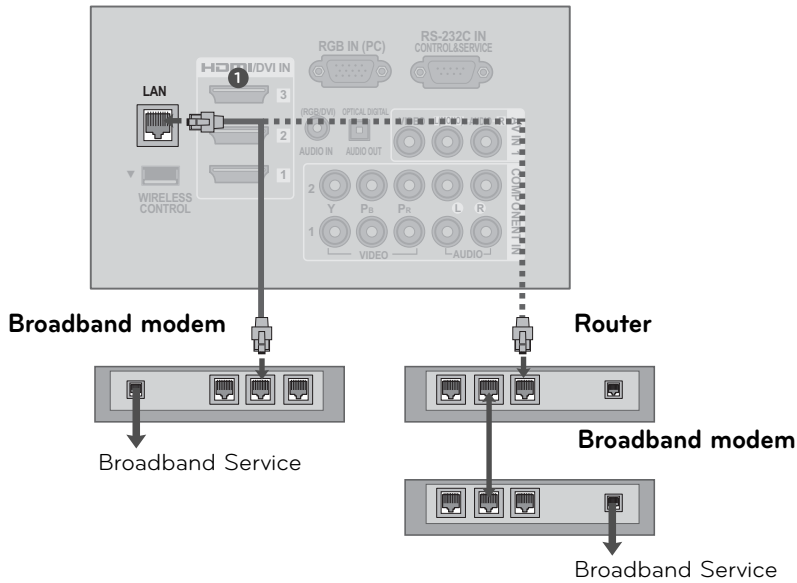 RGB IN (PC)
RS-232C IN
CONTROL&SERVICE
HDMI/DVI IN
1
LAN
3
2
1
(RGB/DVI)
AUDIO IN
OPTICAL DIGITAL
AUDIO OUT
AV IN 1
WIRELESS
CONTROL
COMPONENT IN
2
Y PB PR L R
1
VIDEO AUDIO
Broadband modem
Router
Broadband Service
Broadband modem
Broadband Service